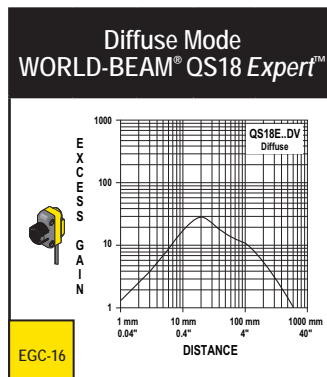 Diffuse Mode
WORLD-BEAM® QS18 Expert™
EXCESS GAIN
1000
100
10
1
QS18E..DV
Diffuse
1 mm 10 mm 100 mm 1000 mm
0.04" 0.4" 4" 40"
DISTANCE
EGC-16